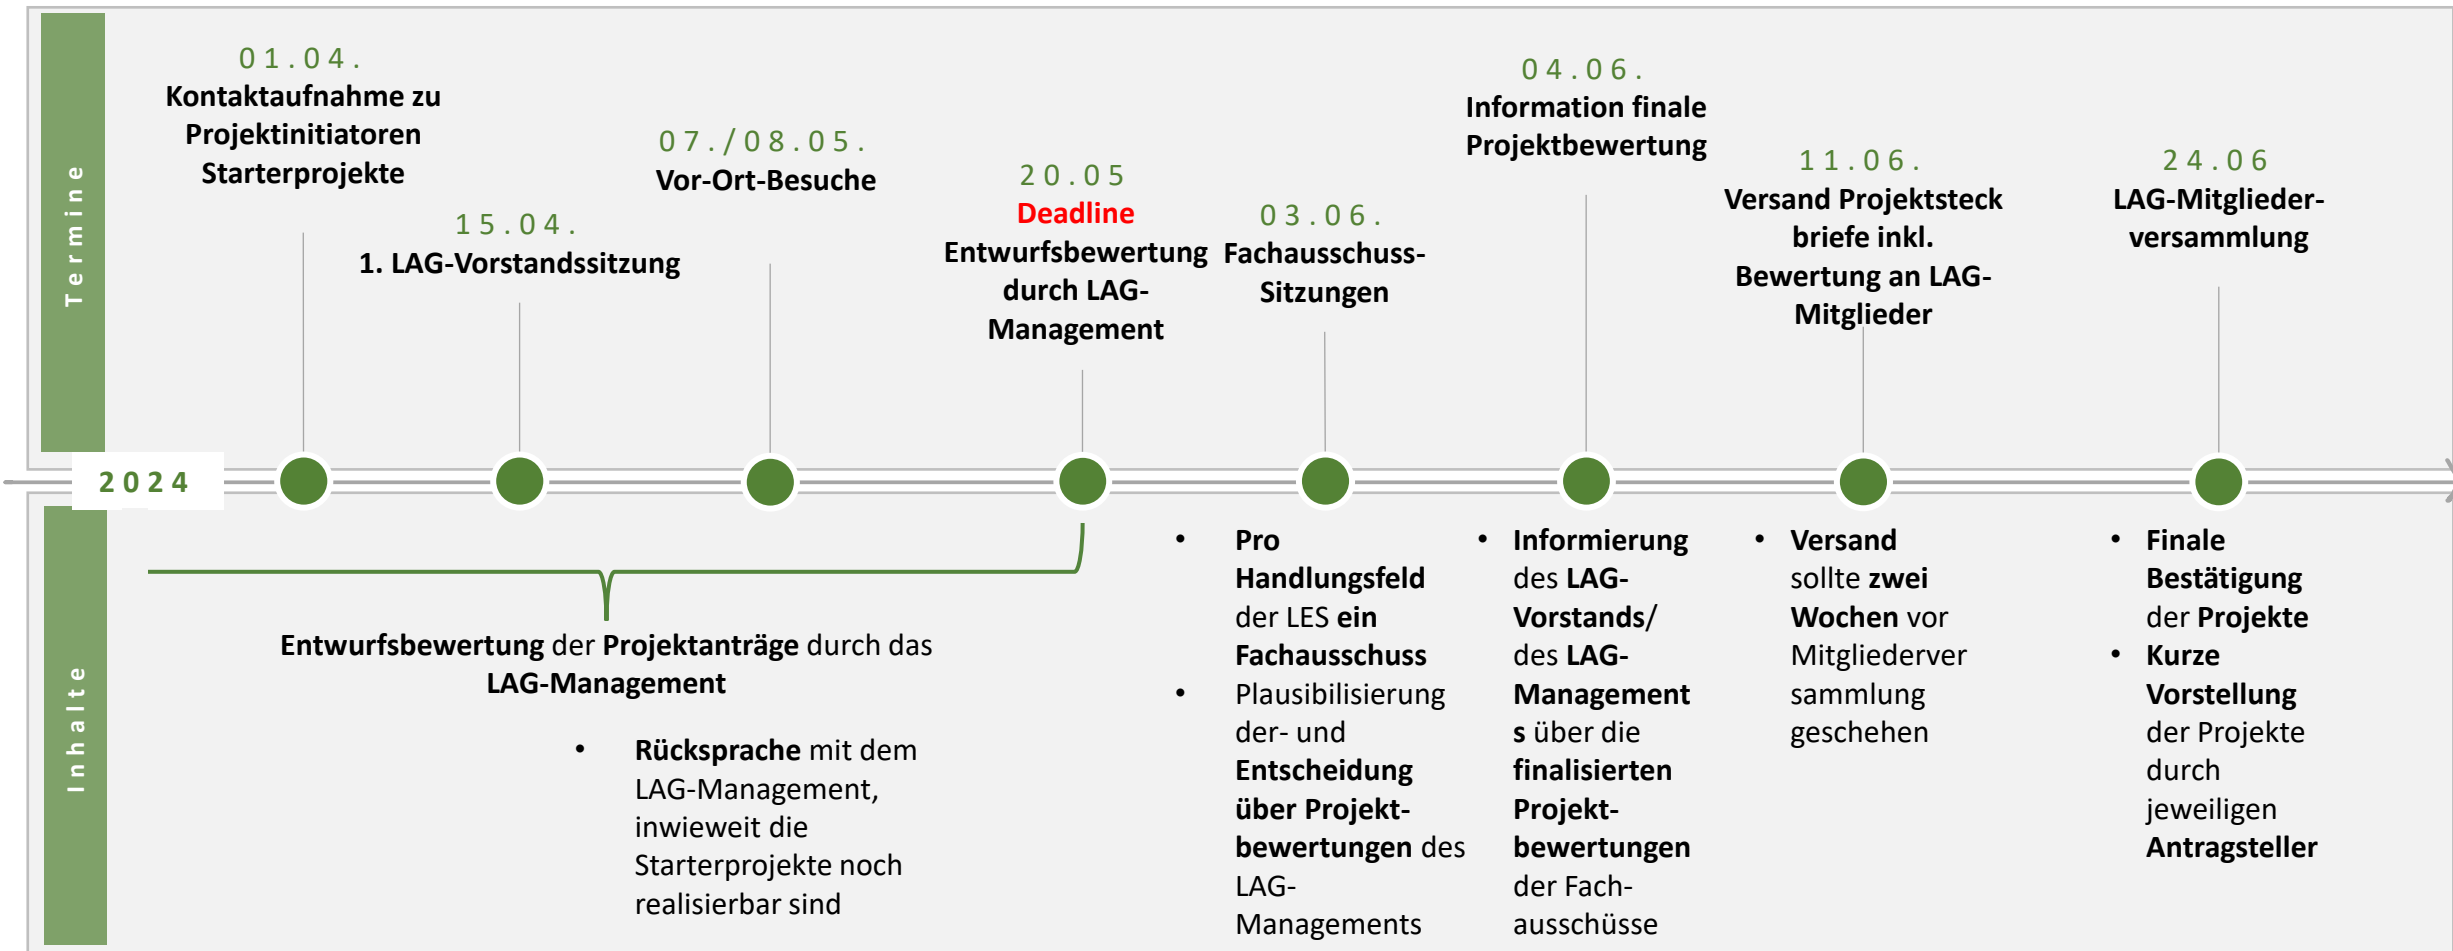 Termine
01.04.
Kontaktaufnahme zu
Projektinitiatoren
Starterprojekte
15.04.
1. LAG-Vorstandssitzung
07./08.05.
Vor-Ort-Besuche
20.05
Deadline
Entwurfsbewertung
durch LAG-
Management
03.06.
Fachausschuss-
Sitzungen
04.06.
Information finale
Projektbewertung
11.06.
Versand Projektsteck
briefe inkl.
Bewertung an LAG-
Mitglieder
24.06
LAG-Mitglieder-
versammlung
2024
Inhalte
Entwurfsbewertung der Projektanträge durch das
LAG-Management
• Rücksprache mit dem
LAG-Management,
inwieweit die
Starterprojekte noch
realisierbar sind
• Pro
Handlungsfeld
der LES ein
Fachausschuss
• Plausibilisierung
der- und
Entscheidung
über Projekt-
bewertungen des
LAG-
Managements
• Informierung
des LAG-
Vorstands/
des LAG-
Management
s über die
finalisierten
Projekt-
bewertungen
der Fach-
ausschüsse
• Versand
sollte zwei
Wochen vor
Mitgliederver
sammlung
geschehen
• Finale
Bestätigung
der Projekte
• Kurze
Vorstellung
der Projekte
durch
jeweiligen
Antragsteller